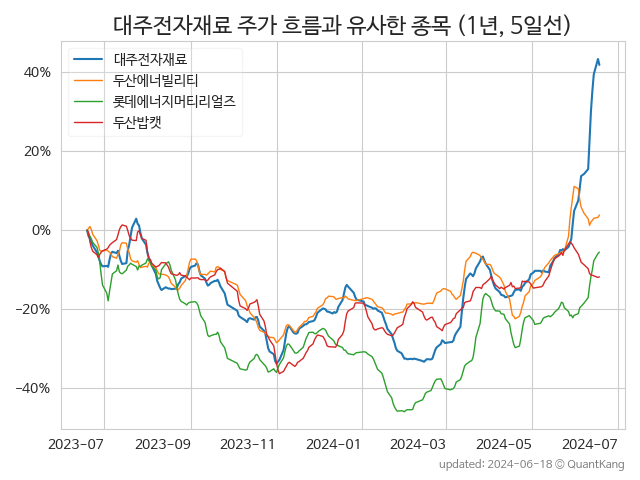 대주전자재료 주가 흐름과 유사한 종목 (1년, 5일선)
대주전자재료
두산에너빌리티
롯데에너지머티리얼즈
두산밥캣
40%
20%
0%
−20%
−40%
2023-07
2023-09
2023-11
2024-01
2024-03
2024-05
2024-07
updated: 2024-06-18 © QuantKang